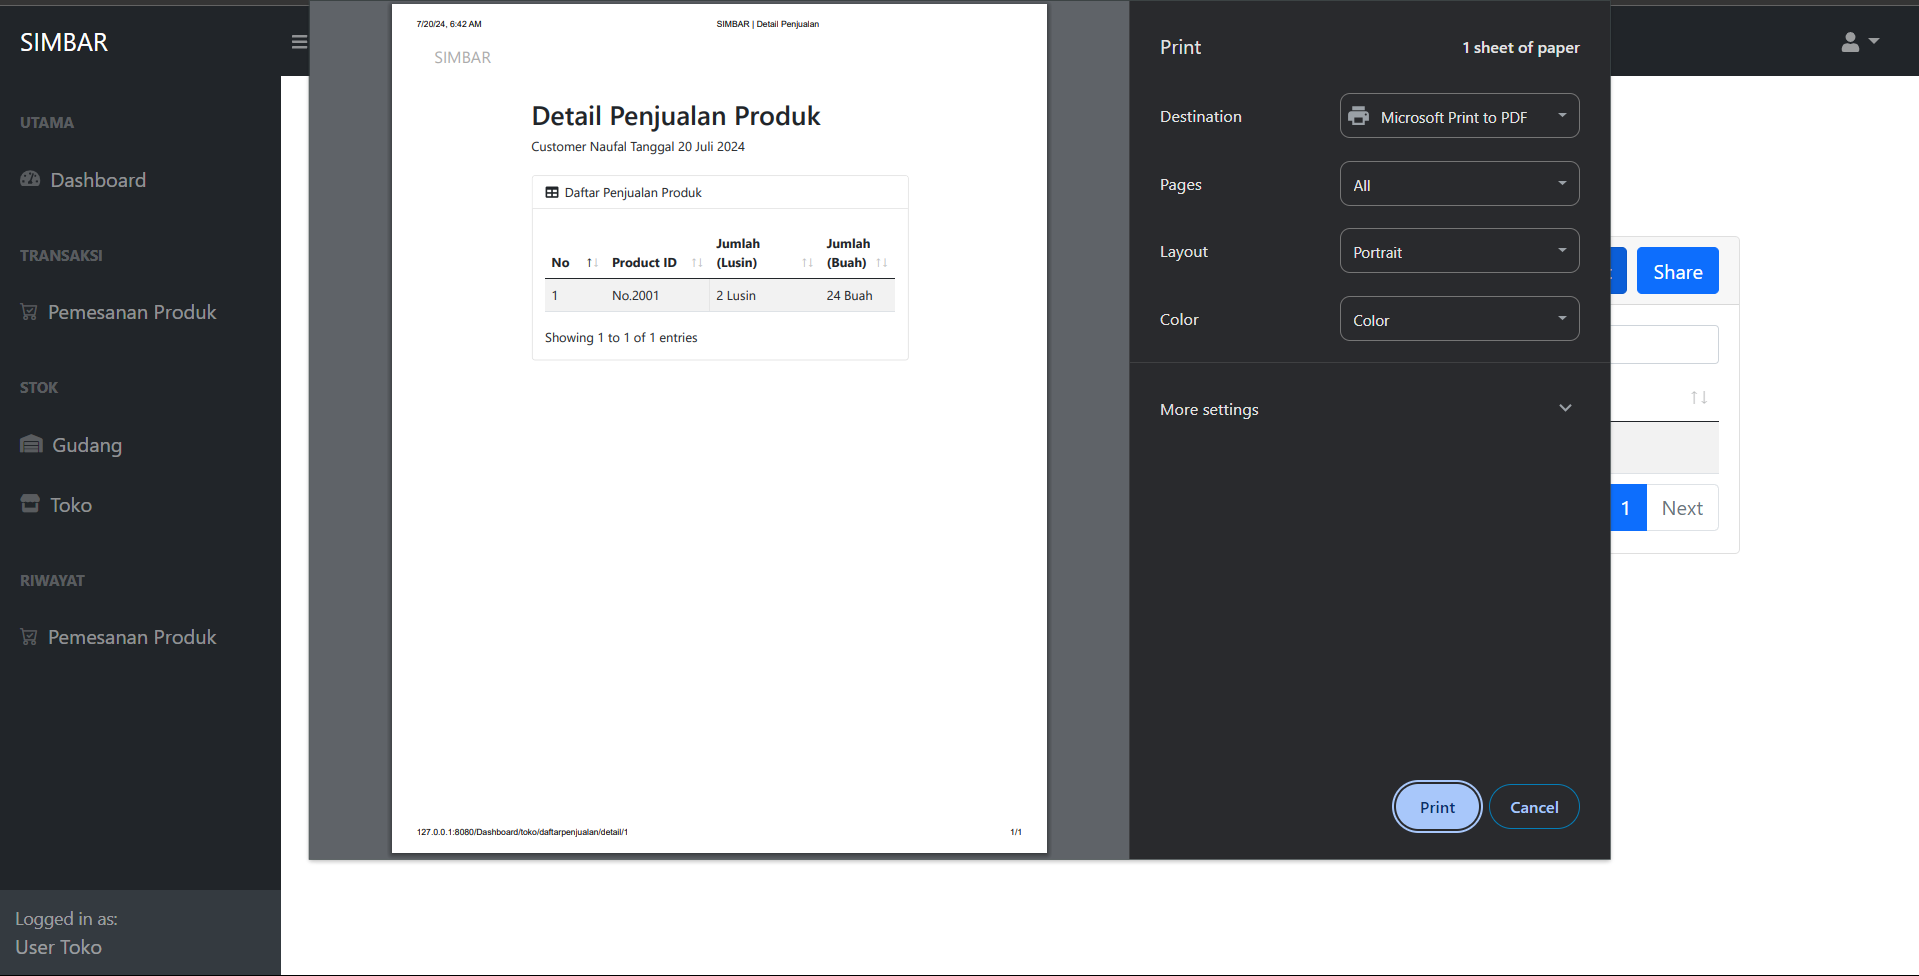 SIMBAR
UTAMA
Dashboard
TRANSAKSI
Pemesanan Produk
STOK
Gudang
Toko
RIWAYAT
Pemesanan Produk
Logged in as:
User Toko
7/20/24, 6:42 AM
SIMBAR | Detail Penjualan
SIMBAR
Detail Penjualan Produk
Customer Naufal Tanggal 20 Juli 2024
Daftar Penjualan Produk
No Product ID Jumlah (Lusin) Jumlah (Buah)
1 No.2001 2 Lusin 24 Buah
Showing 1 to 1 of 1 entries
127.0.0.1:8080/Dashboard/toko/daftarpenjualan/detail/1
1/1
Print
1 sheet of paper
Destination
Microsoft Print to PDF
Pages
All
Layout
Portrait
Color
Color
More settings
Print
Cancel
Share
1
Next